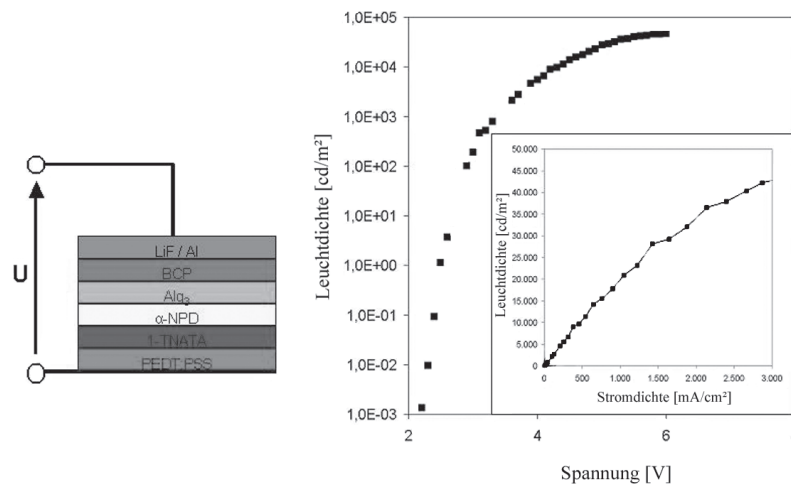 U
LiF / Al
BCP
Alq3
α-NPD
1-TNATA
PEDT:PSS
Leuchtdichte [cd/m²]
1,0E+05
1,0E+04
1,0E+03
1,0E+02
1,0E+01
1,0E+00
1,0E-01
1,0E-02
1,0E-03
2
4
6
Spannung [V]
Leuchtdichte [cd/m²]
50.000
45.000
40.000
35.000
30.000
25.000
20.000
15.000
10.000
5.000
0
0
500
1.000
1.500
2.000
2.500
3.000
Stromdichte [mA/cm²]